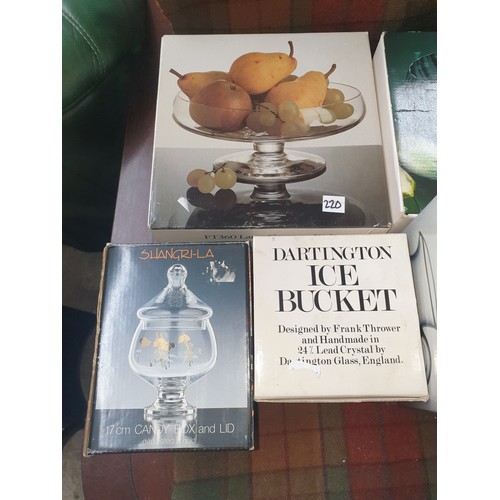 220
FT360
SHANGRI-LA
17cm CANDY BOX and LID
DARTINGTON
ICE
BUCKET
Designed by Frank Thrower
and Handmade in
24% Lead Crystal by
Dartington Glass, England.